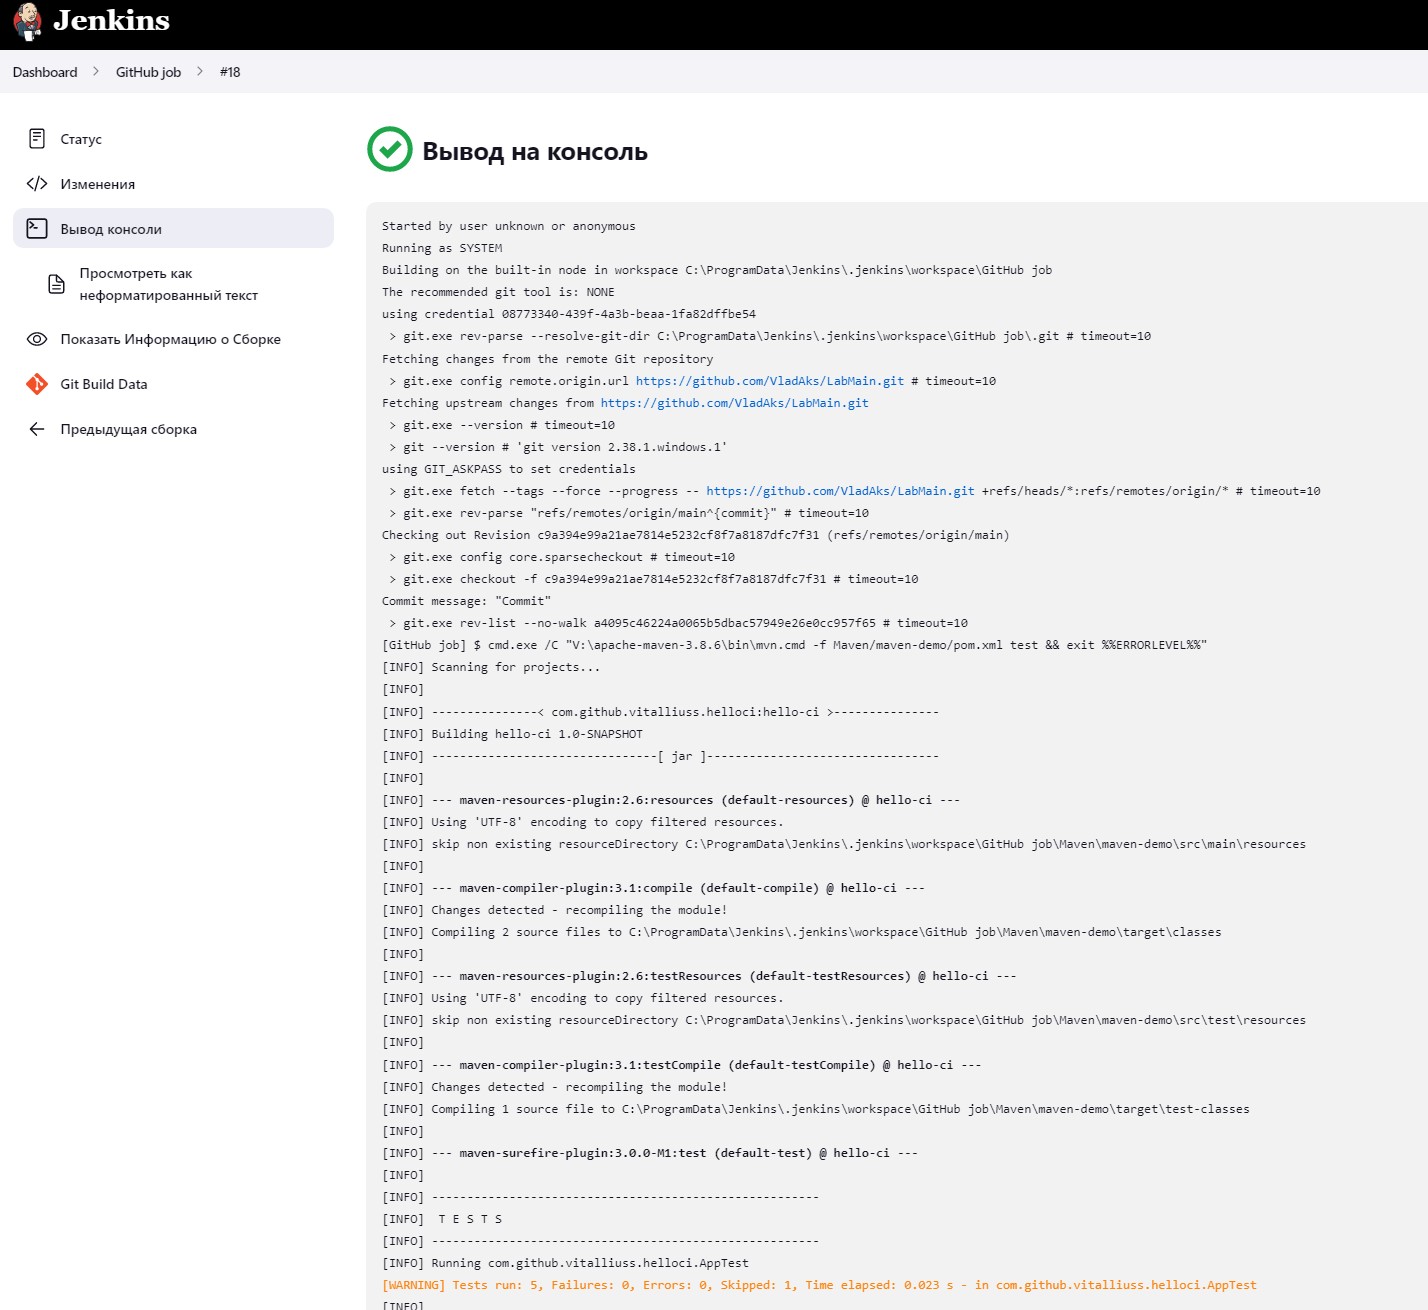 Jenkins
Dashboard > GitHub job > #18
Статус
Изменения
Вывод консоли
Просмотреть как
неформатированный текст
Показать Информацию о Сборке
Git Build Data
Предыдущая сборка
Вывод на консоль
Started by user unknown or anonymous
Running as SYSTEM
Building on the built-in node in workspace C:\ProgramData\Jenkins\.jenkins\workspace\GitHub job
The recommended git tool is: NONE
using credential 08773340-439f-4a3b-beaa-1fa82dffbe54
 > git.exe rev-parse --resolve-git-dir C:\ProgramData\Jenkins\.jenkins\workspace\GitHub job\.git # timeout=10
Fetching changes from the remote Git repository
 > git.exe config remote.origin.url https://github.com/VladAks/LabMain.git # timeout=10
Fetching upstream changes from https://github.com/VladAks/LabMain.git
 > git.exe --version # timeout=10
 > git --version # 'git version 2.38.1.windows.1'
using GIT_ASKPASS to set credentials
 > git.exe fetch --tags --force --progress -- https://github.com/VladAks/LabMain.git +refs/heads/*:refs/remotes/origin/* # timeout=10
 > git.exe rev-parse "refs/remotes/origin/main^{commit}" # timeout=10
Checking out Revision c9a394e99a21ae7814e5232cf8f7a8187dfc7f31 (refs/remotes/origin/main)
 > git.exe config core.sparsecheckout # timeout=10
 > git.exe checkout -f c9a394e99a21ae7814e5232cf8f7a8187dfc7f31 # timeout=10
Commit message: "Commit"
 > git.exe rev-list --no-walk a4095c46224a0065b5dbac57949e26e0cc957f65 # timeout=10
[GitHub job] $ cmd.exe /C "V:\apache-maven-3.8.6\bin\mvn.cmd -f Maven/maven-demo/pom.xml test && exit %%ERRORLEVEL%%"
[INFO] Scanning for projects...
[INFO]
[INFO] ---------------< com.github.vitalliuss.helloci:hello-ci >---------------
[INFO] Building hello-ci 1.0-SNAPSHOT
[INFO] --------------------------------[ jar ]---------------------------------
[INFO]
[INFO] --- maven-resources-plugin:2.6:resources (default-resources) @ hello-ci ---
[INFO] Using 'UTF-8' encoding to copy filtered resources.
[INFO] skip non existing resourceDirectory C:\ProgramData\Jenkins\.jenkins\workspace\GitHub job\Maven\maven-demo\src\main\resources
[INFO]
[INFO] --- maven-compiler-plugin:3.1:compile (default-compile) @ hello-ci ---
[INFO] Changes detected - recompiling the module!
[INFO] Compiling 2 source files to C:\ProgramData\Jenkins\.jenkins\workspace\GitHub job\Maven\maven-demo\target\classes
[INFO]
[INFO] --- maven-resources-plugin:2.6:testResources (default-testResources) @ hello-ci ---
[INFO] Using 'UTF-8' encoding to copy filtered resources.
[INFO] skip non existing resourceDirectory C:\ProgramData\Jenkins\.jenkins\workspace\GitHub job\Maven\maven-demo\src\test\resources
[INFO]
[INFO] --- maven-compiler-plugin:3.1:testCompile (default-testCompile) @ hello-ci ---
[INFO] Changes detected - recompiling the module!
[INFO] Compiling 1 source file to C:\ProgramData\Jenkins\.jenkins\workspace\GitHub job\Maven\maven-demo\target\test-classes
[INFO]
[INFO] --- maven-surefire-plugin:3.0.0-M1:test (default-test) @ hello-ci ---
[INFO]
[INFO] -------------------------------------------------------
[INFO]  T E S T S
[INFO] -------------------------------------------------------
[INFO] Running com.github.vitalliuss.helloci.AppTest
[WARNING] Tests run: 5, Failures: 0, Errors: 0, Skipped: 1, Time elapsed: 0.023 s - in com.github.vitalliuss.helloci.AppTest
[INFO]